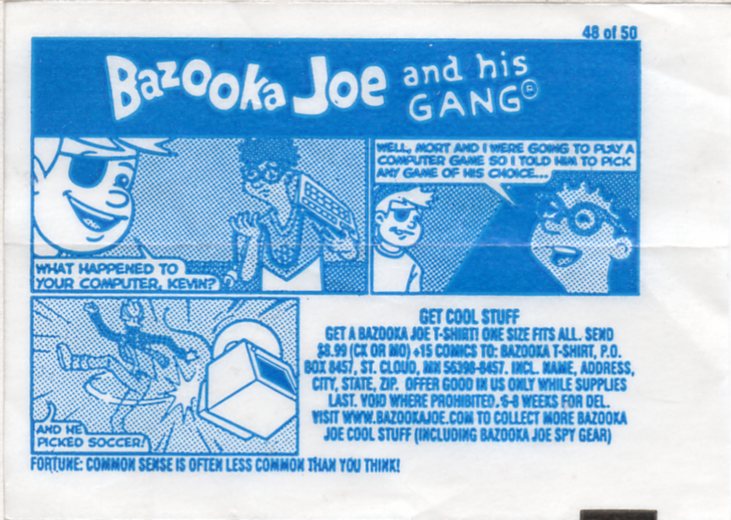 48 of 50
Bazooka Joe and his
GANG®
WHAT HAPPENED TO
YOUR COMPUTER, KEVIN?
WELL, MORT AND I WERE GOING TO PLAY A
COMPUTER GAME SO I TOLD HIM TO PICK
ANY GAME OF HIS CHOICE...
AND HE
PICKED SOCCER!
GET COOL STUFF
GET A BAZOOKA JOE T-SHIRT! ONE SIZE FITS ALL. SEND
$8.99 (CK OR MO) +15 COMICS TO: BAZOOKA T-SHIRT, P.O.
BOX 8457, ST. CLOUD, MN 56398-8457. INCL. NAME, ADDRESS,
CITY, STATE, ZIP. OFFER GOOD IN US ONLY WHILE SUPPLIES
LAST. VOID WHERE PROHIBITED. 6-8 WEEKS FOR DEL.
VISIT WWW.BAZOOKAJOE.COM TO COLLECT MORE BAZOOKA
JOE COOL STUFF (INCLUDING BAZOOKA JOE SPY GEAR)
FORTUNE: COMMON SENSE IS OFTEN LESS COMMON THAN YOU THINK!